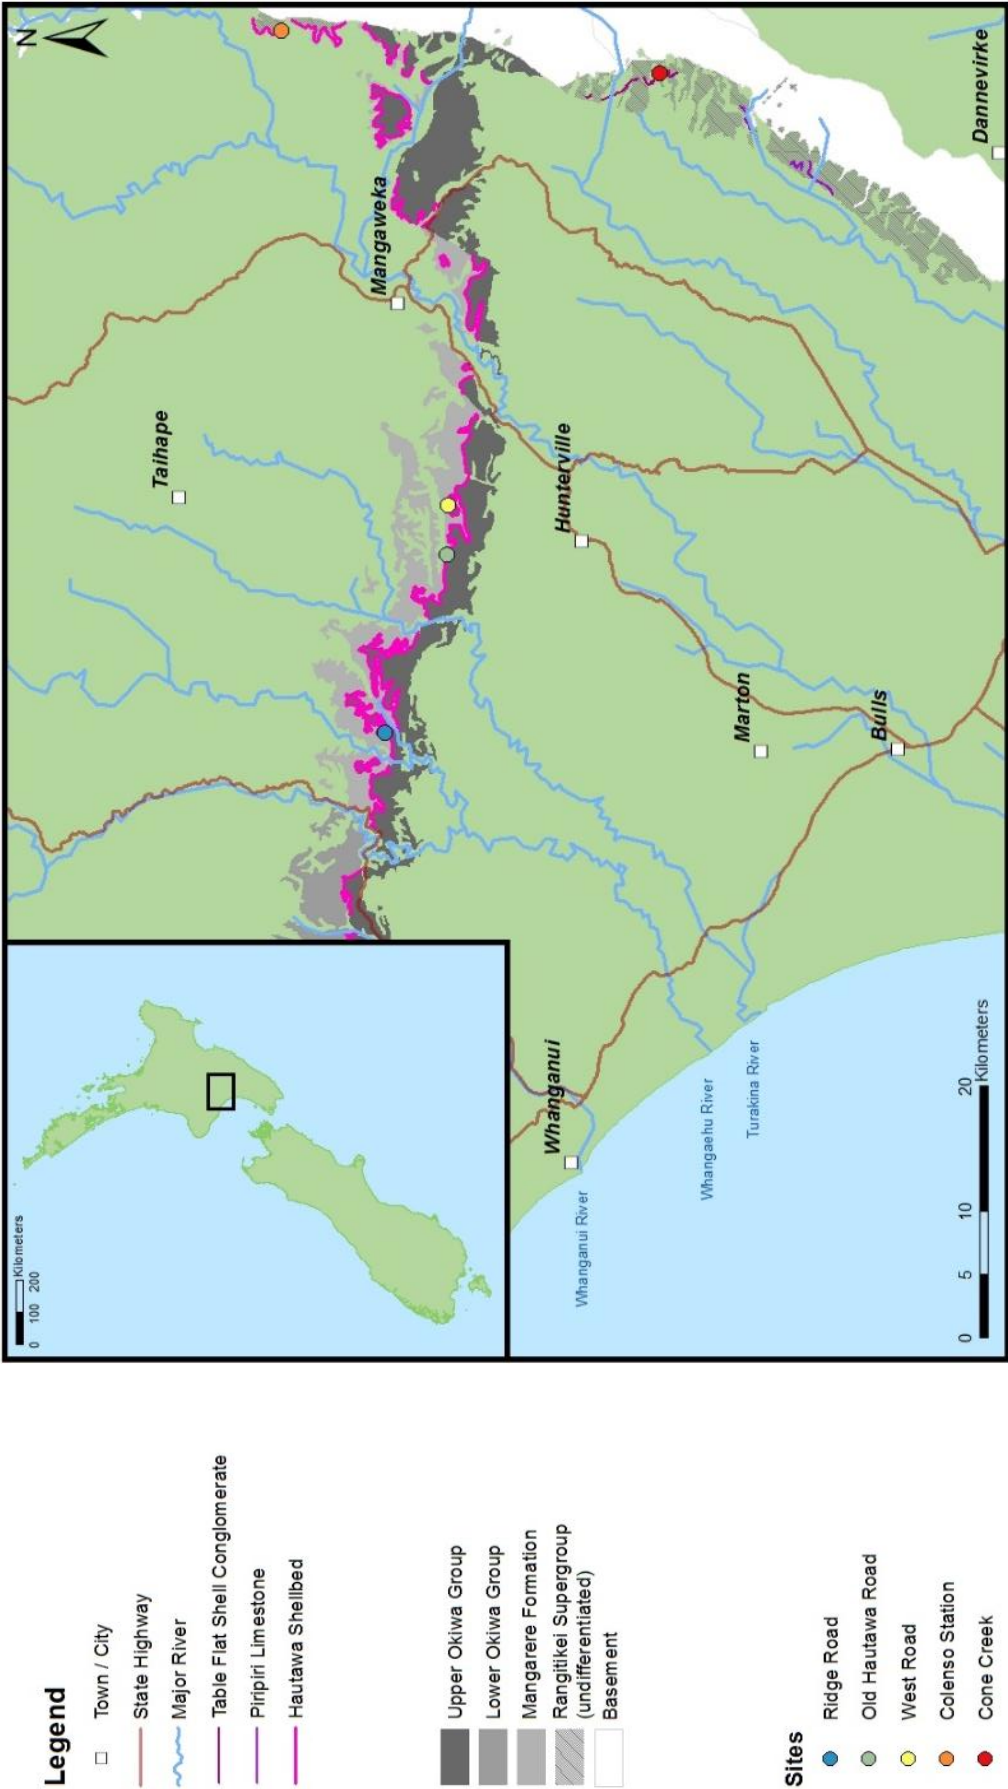 N
Taihape
Mangaweka
Hunterville
Marton
Bulls
Dannevirke
Whanganui
Whanganui River
Whangaehu River
Turakina River
0 5 10 20
Kilometers
0 100 200
Kilometers
Legend
Town / City
State Highway
Major River
Table Flat Shell Conglomerate
Piripiri Limestone
Hautawa Shellbed
Upper Okiwa Group
Lower Okiwa Group
Mangarere Formation
Rangitikei Supergroup
(undifferentiated)
Basement
Sites
Ridge Road
Old Hautawa Road
West Road
Colenso Station
Cone Creek